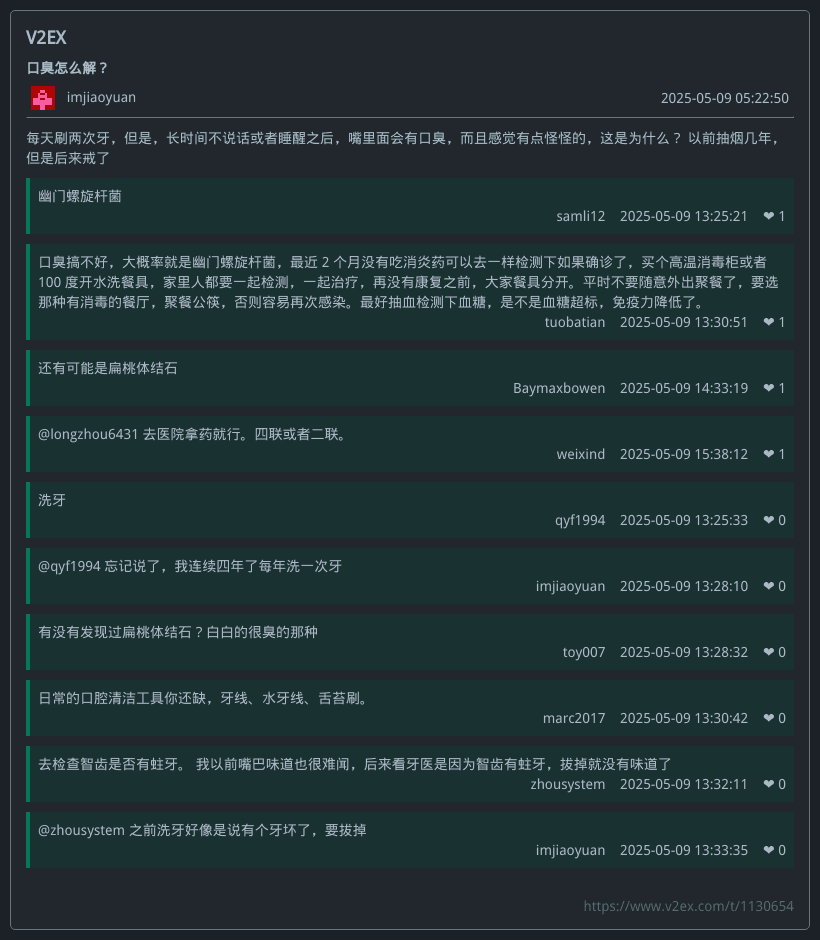 V2EX
口臭怎么解？
imjiaoyuan 2025-05-09 05:22:50
每天刷两次牙，但是，长时间不说话或者睡醒之后，嘴里面会有口臭，而且感觉有点怪怪的，这是为什么？ 以前抽烟几年，
但是后来戒了
幽门螺旋杆菌
samli12 2025-05-09 13:25:21 ❤ 1
口臭搞不好，大概率就是幽门螺旋杆菌，最近 2 个月没有吃消炎药可以去一样检测下如果确诊了，买个高温消毒柜或者
100 度开水洗餐具，家里人都要一起检测，一起治疗，再没有康复之前，大家餐具分开。平时不要随意外出聚餐了，要选
那种有消毒的餐厅，聚餐公筷，否则容易再次感染。最好抽血检测下血糖，是不是血糖超标，免疫力降低了。
tuobatian 2025-05-09 13:30:51 ❤ 1
还有可能是扁桃体结石
Baymaxbowen 2025-05-09 14:33:19 ❤ 1
@longzhou6431 去医院拿药就行。四联或者二联。
weixind 2025-05-09 15:38:12 ❤ 1
洗牙
qyf1994 2025-05-09 13:25:33 ❤ 0
@qyf1994 忘记说了，我连续四年了每年洗一次牙
imjiaoyuan 2025-05-09 13:28:10 ❤ 0
有没有发现过扁桃体结石？白白的很臭的那种
toy007 2025-05-09 13:28:32 ❤ 0
日常的口腔清洁工具你还缺，牙线、水牙线、舌苔刷。
marc2017 2025-05-09 13:30:42 ❤ 0
去检查智齿是否有蛀牙。 我以前嘴巴味道也很难闻，后来看牙医是因为智齿有蛀牙，拔掉就没有味道了
zhousystem 2025-05-09 13:32:11 ❤ 0
@zhousystem 之前洗牙好像是说有个牙坏了，要拔掉
imjiaoyuan 2025-05-09 13:33:35 ❤ 0
https://www.v2ex.com/t/1130654